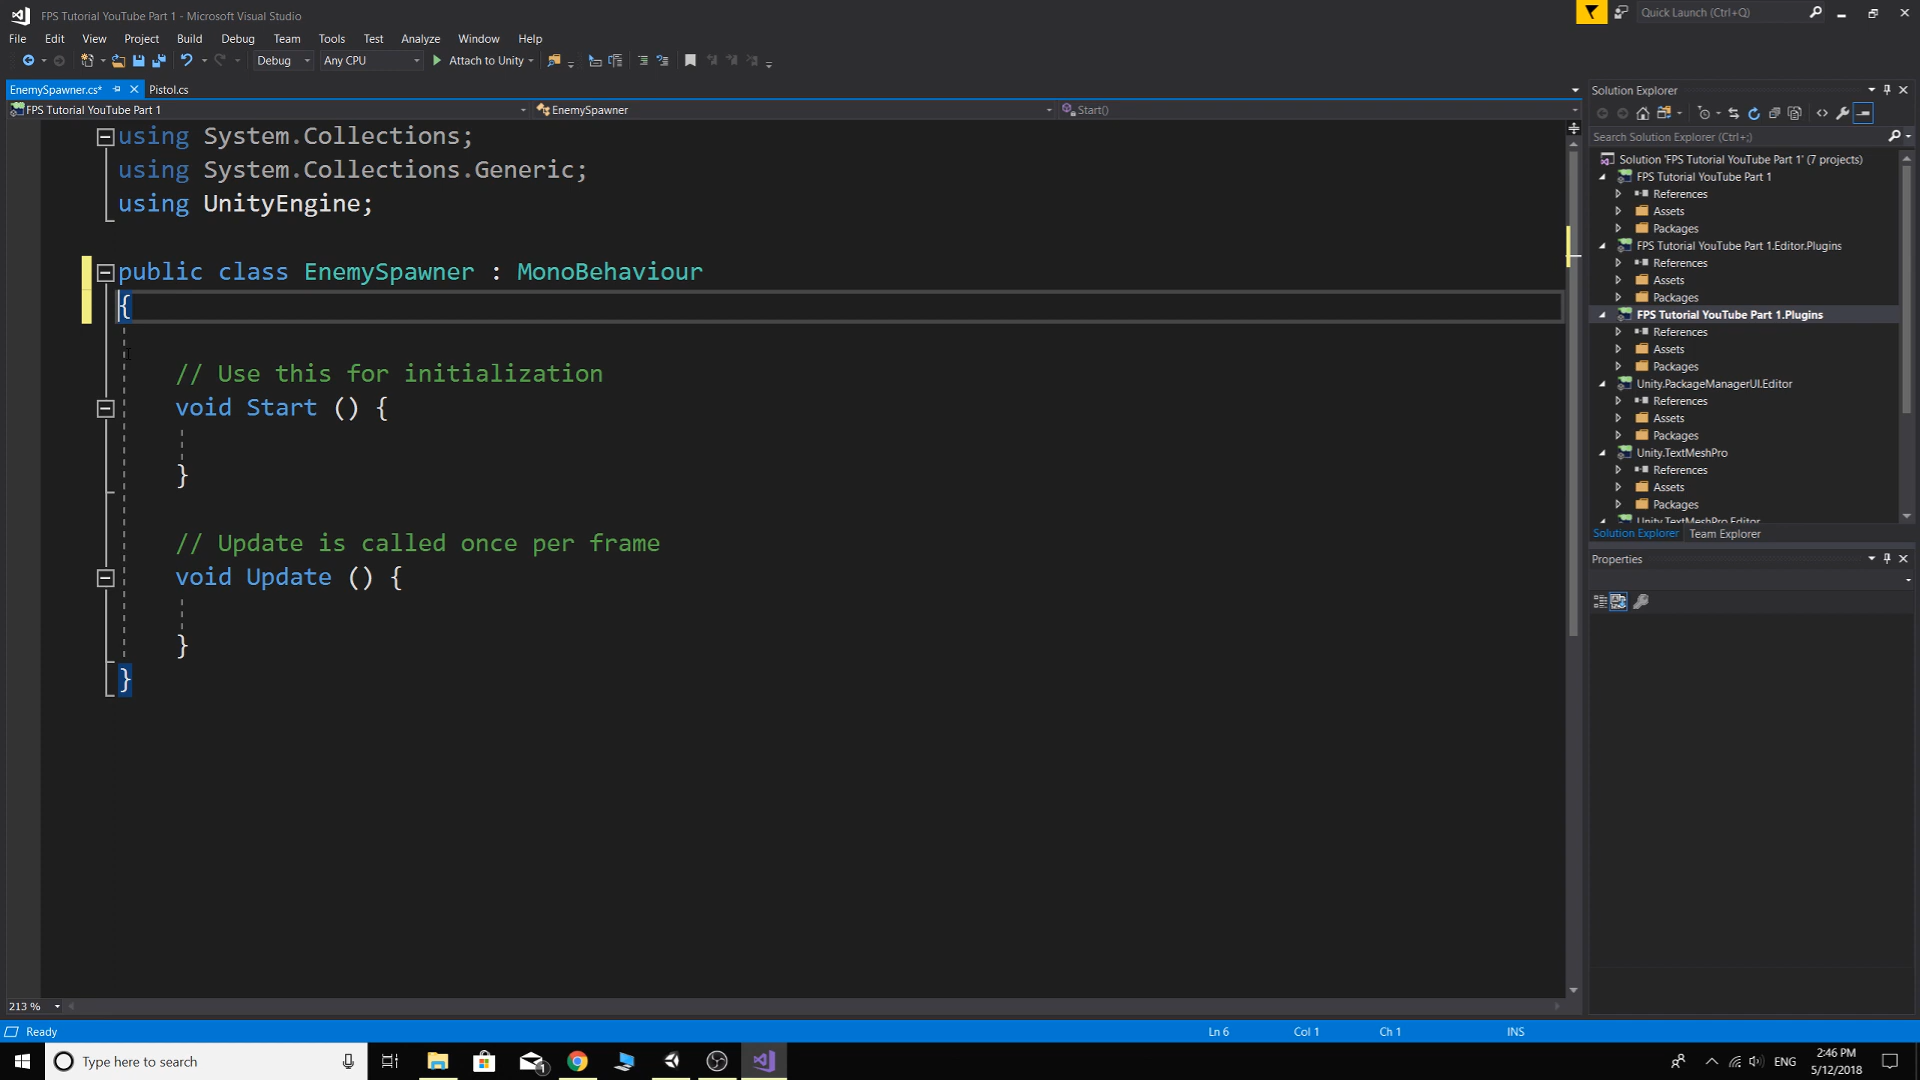 FPS Tutorial YouTube Part 1 - Microsoft Visual Studio
Quick Launch (Ctrl+Q)
File Edit View Project Build Debug Team Tools Test Analyze Window Help
Debug Any CPU Attach to Unity
EnemySpawner.cs* Pistol.cs
FPS Tutorial YouTube Part 1 EnemySpawner Start()
using System.Collections;
using System.Collections.Generic;
using UnityEngine;
public class EnemySpawner : MonoBehaviour
{
// Use this for initialization
void Start () {
}
// Update is called once per frame
void Update () {
}
}
213 %
Solution Explorer
Search Solution Explorer (Ctrl+;)
Solution 'FPS Tutorial YouTube Part 1' (7 projects)
FPS Tutorial YouTube Part 1
References
Assets
Packages
FPS Tutorial YouTube Part 1.Editor.Plugins
References
Assets
Packages
FPS Tutorial YouTube Part 1.Plugins
References
Assets
Packages
Unity.PackageManagerUI.Editor
References
Assets
Packages
Unity.TextMeshPro
References
Assets
Packages
Unity.TextMeshPro.Editor
Solution Explorer Team Explorer
Properties
Ready Ln 6 Col 1 Ch 1 INS
Type here to search
1
ENG
2:46 PM
5/12/2018